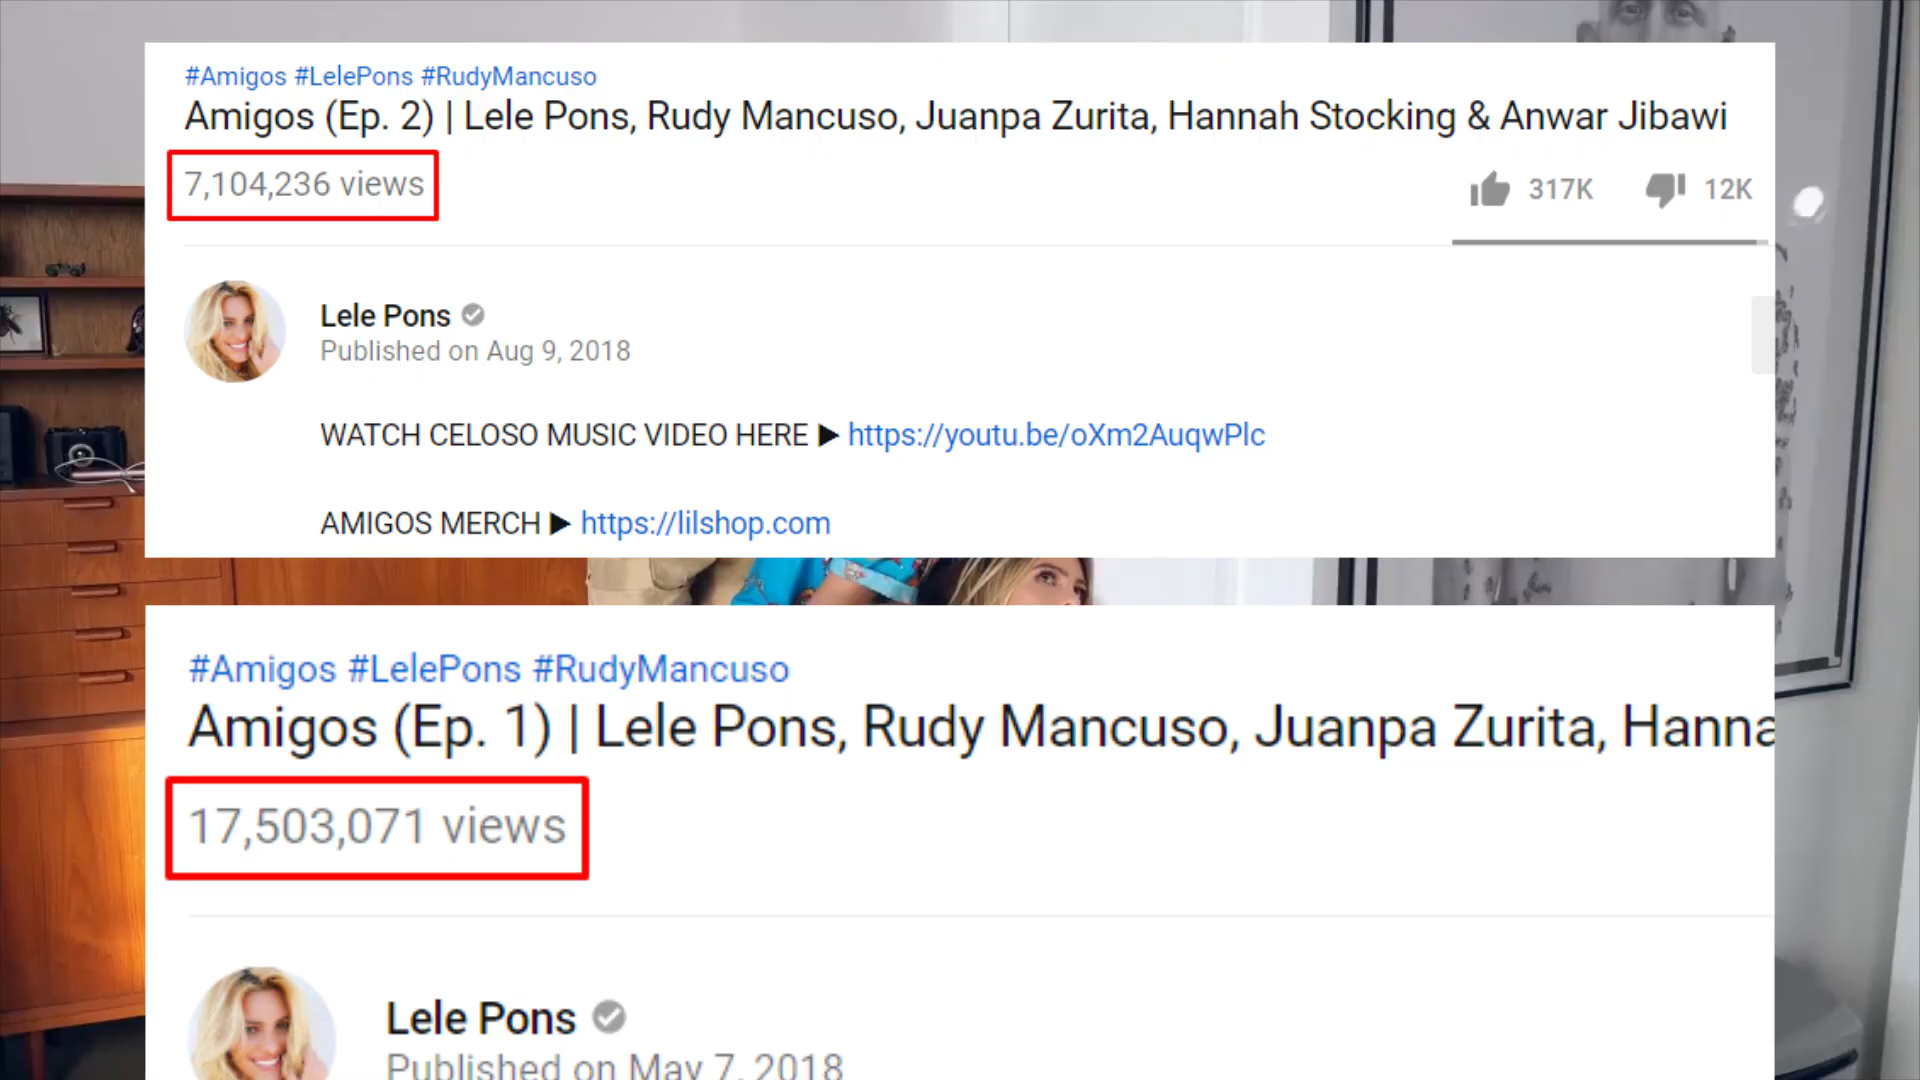 #Amigos #LelePons #RudyMancuso
Amigos (Ep. 2) | Lele Pons, Rudy Mancuso, Juanpa Zurita, Hannah Stocking & Anwar Jibawi
7,104,236 views
317K 12K
Lele Pons
Published on Aug 9, 2018
WATCH CELOSO MUSIC VIDEO HERE ▶ https://youtu.be/oXm2AuqwPlc
AMIGOS MERCH ▶ https://lilshop.com
#Amigos #LelePons #RudyMancuso
Amigos (Ep. 1) | Lele Pons, Rudy Mancuso, Juanpa Zurita, Hanna
17,503,071 views
Lele Pons
Published on May 7, 2018